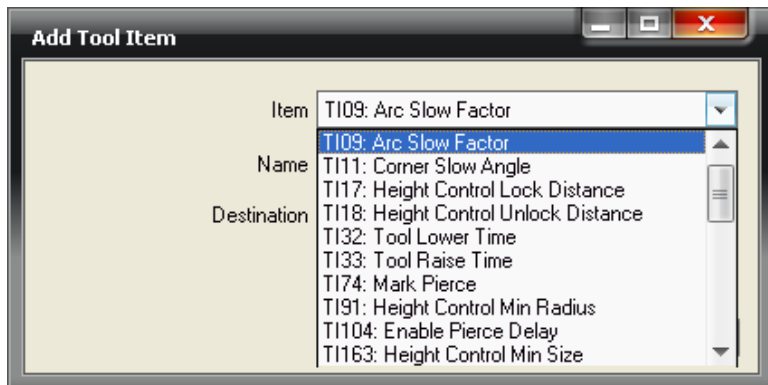 Add Tool Item
Item TI09: Arc Slow Factor
TI09: Arc Slow Factor
Name TI11: Corner Slow Angle
TI17: Height Control Lock Distance
Destination TI18: Height Control Unlock Distance
TI32: Tool Lower Time
TI33: Tool Raise Time
TI74: Mark Pierce
TI91: Height Control Min Radius
TI104: Enable Pierce Delay
TI163: Height Control Min Size